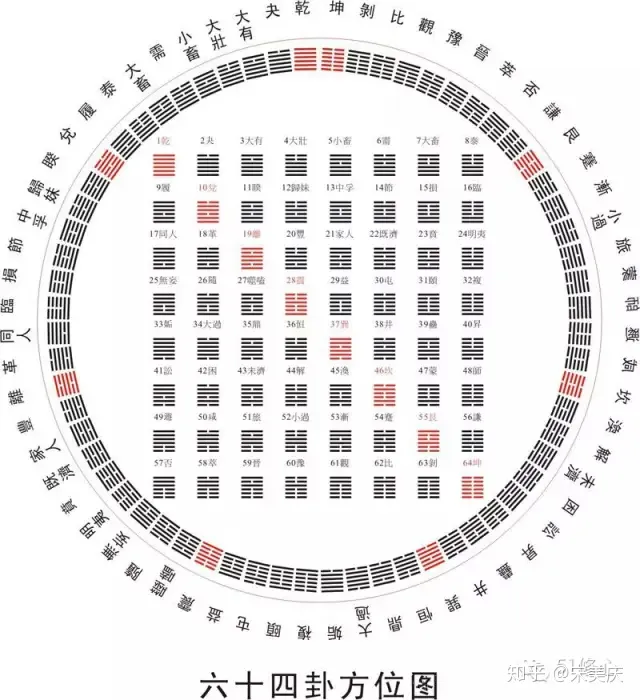 乾 坤 剝 比 觀 豫 晉 萃 否 謙 艮 蹇 漸 小過 旅
坎 渙 解 未濟 困 訟 昇 蠱 井 巽 恒 鼎 大過 姤 複 頤 屯 益 震 噬嗑 隨 無妄 明夷 賁 既濟 家人 豐 離 革 同人 臨 損 節 中孚 歸妹 睽 兌 履 泰 大畜 需 小畜 大壯 大有 夬
1乾 2夬 3大有 4大壯 5小畜 6需 7大畜 8泰
9履 10兌 11睽 12歸妹 13中孚 14節 15損 16臨
17同人 18革 19離 20豐 21家人 22既濟 23賁 24明夷
25無妄 26隨 27噬嗑 28震 29益 30屯 31頤 32複
33姤 34大過 35鼎 36恒 37巽 38井 39蠱 40昇
41訟 42困 43未濟 44解 45渙 46坎 47蒙 48師
49遯 50咸 51旅 52小過 53漸 54蹇 55艮 56謙
57否 58萃 59晉 60豫 61觀 62比 63剝 64坤
六十四卦方位图
知乎 @宋美庆